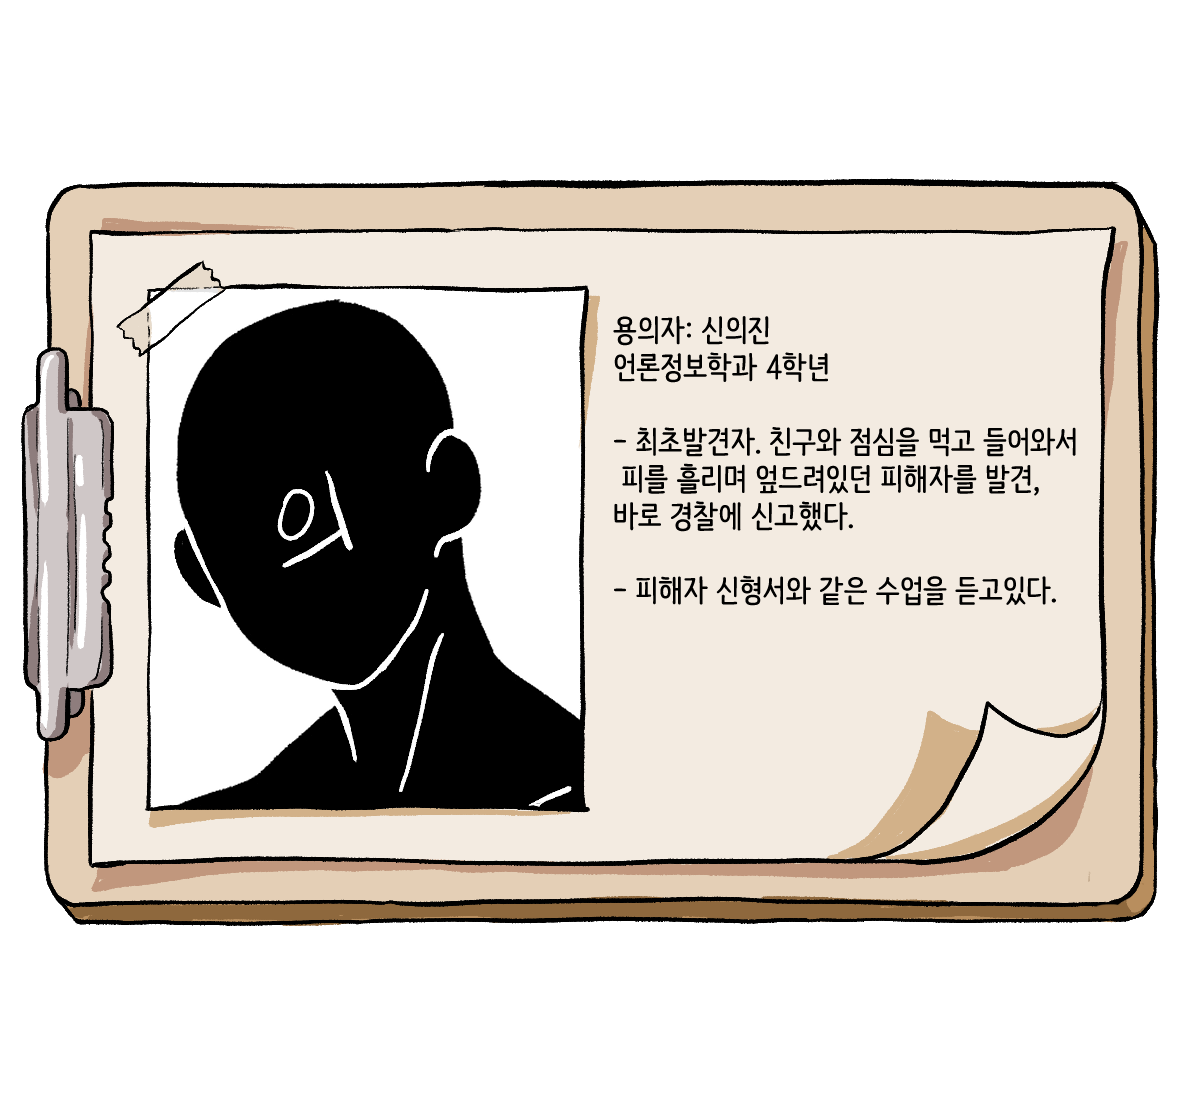 의
용의자: 신의진
언론정보학과 4학년
- 최초발견자. 친구와 점심을 먹고 들어와서
피를 흘리며 엎드려있던 피해자를 발견,
바로 경찰에 신고했다.
- 피해자 신형서와 같은 수업을 듣고있다.